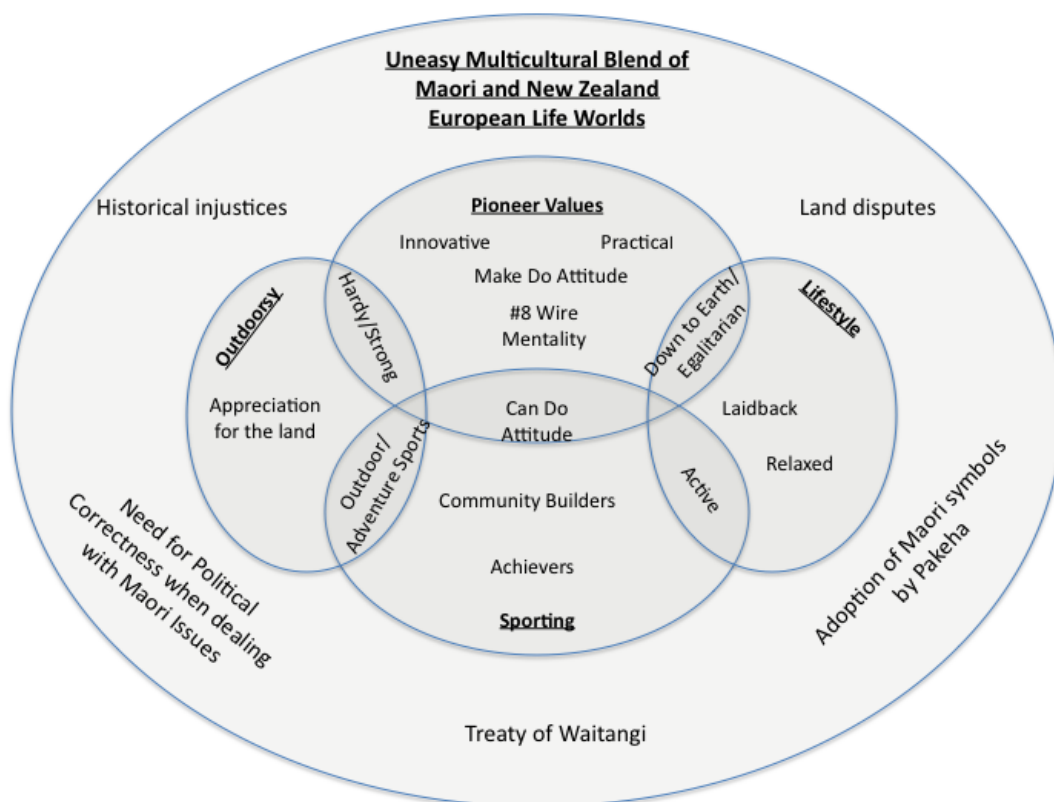 Uneasy Multicultural Blend of
Maori and New Zealand
European Life Worlds
Historical injustices
Land disputes
Pioneer Values
Innovative
Practical
Make Do Attitude
#8 Wire
Mentality
Hardy/Strong
Down to Earth/
Egalitarian
Outdoorsy
Lifestyle
Appreciation
for the land
Can Do
Attitude
Laidback
Relaxed
Outdoor/
Adventure Sports
Active
Community Builders
Achievers
Sporting
Need for Political
Correctness when dealing
with Maori Issues
Adoption of Maori symbols
by Pakeha
Treaty of Waitangi